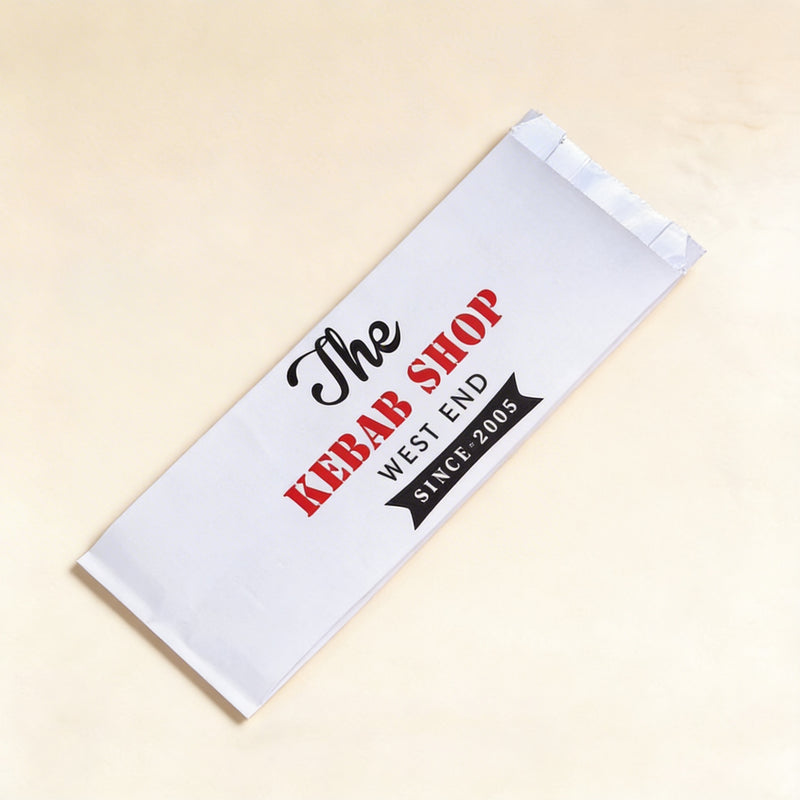 The
KEBAB SHOP
WEST END
SINCE ~ 2005